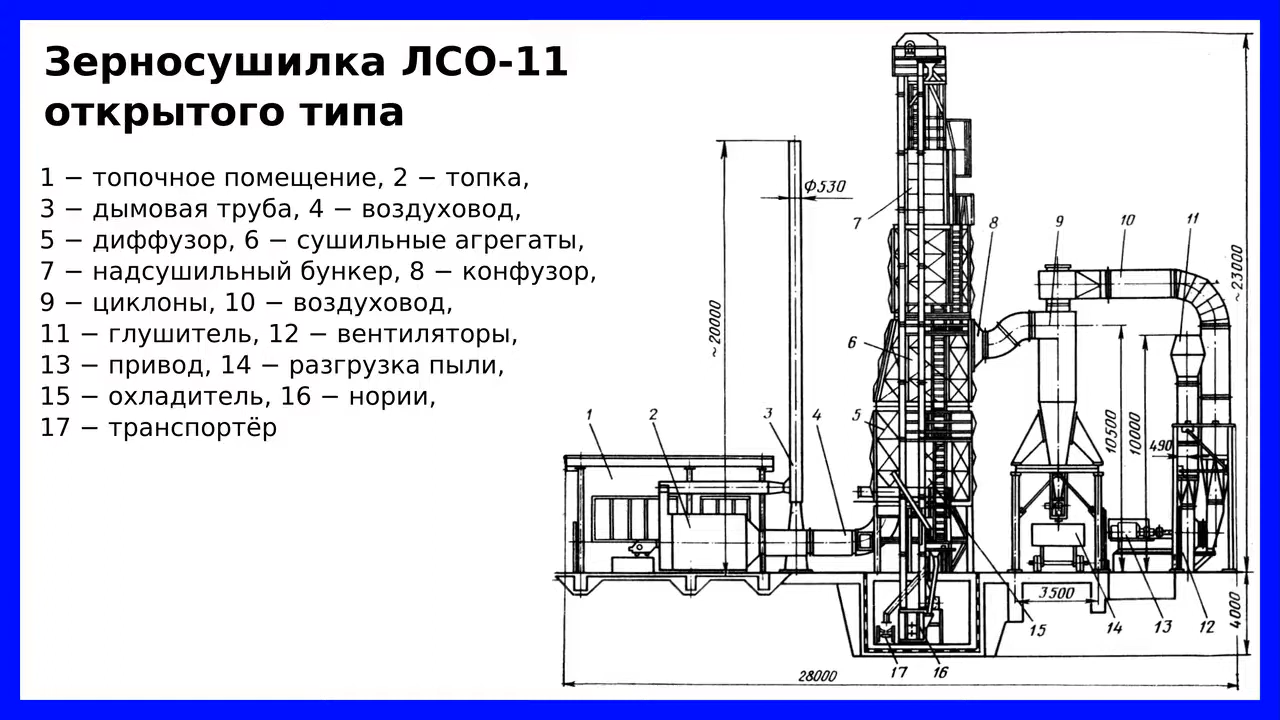 Зерносушилка ЛСО-11
открытого типа
1 − топочное помещение, 2 − топка,
3 − дымовая труба, 4 − воздуховод,
5 − диффузор, 6 − сушильные агрегаты,
7 − надсушильный бункер, 8 − конфузор,
9 − циклоны, 10 − воздуховод,
11 − глушитель, 12 − вентиляторы,
13 − привод, 14 − разгрузка пыли,
15 − охладитель, 16 − нории,
17 − транспортёр
Ф530
7
8
9
10
11
~23000
~20000
6
1
2
3
4
5
10500
10000
490
3500
4000
15
14
13
12
17
16
28000